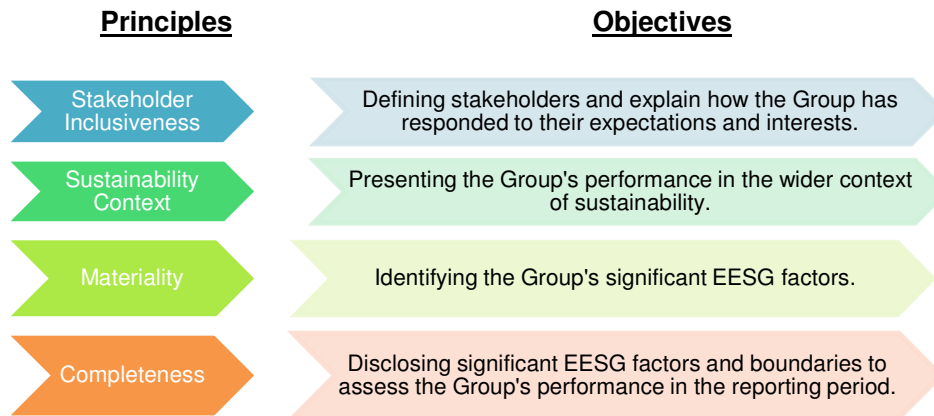 Principles
Objectives
Stakeholder
Inclusiveness
Defining stakeholders and explain how the Group has
responded to their expectations and interests.
Sustainability
Context
Presenting the Group's performance in the wider context
of sustainability.
Materiality
Identifying the Group's significant EESG factors.
Completeness
Disclosing significant EESG factors and boundaries to
assess the Group's performance in the reporting period.